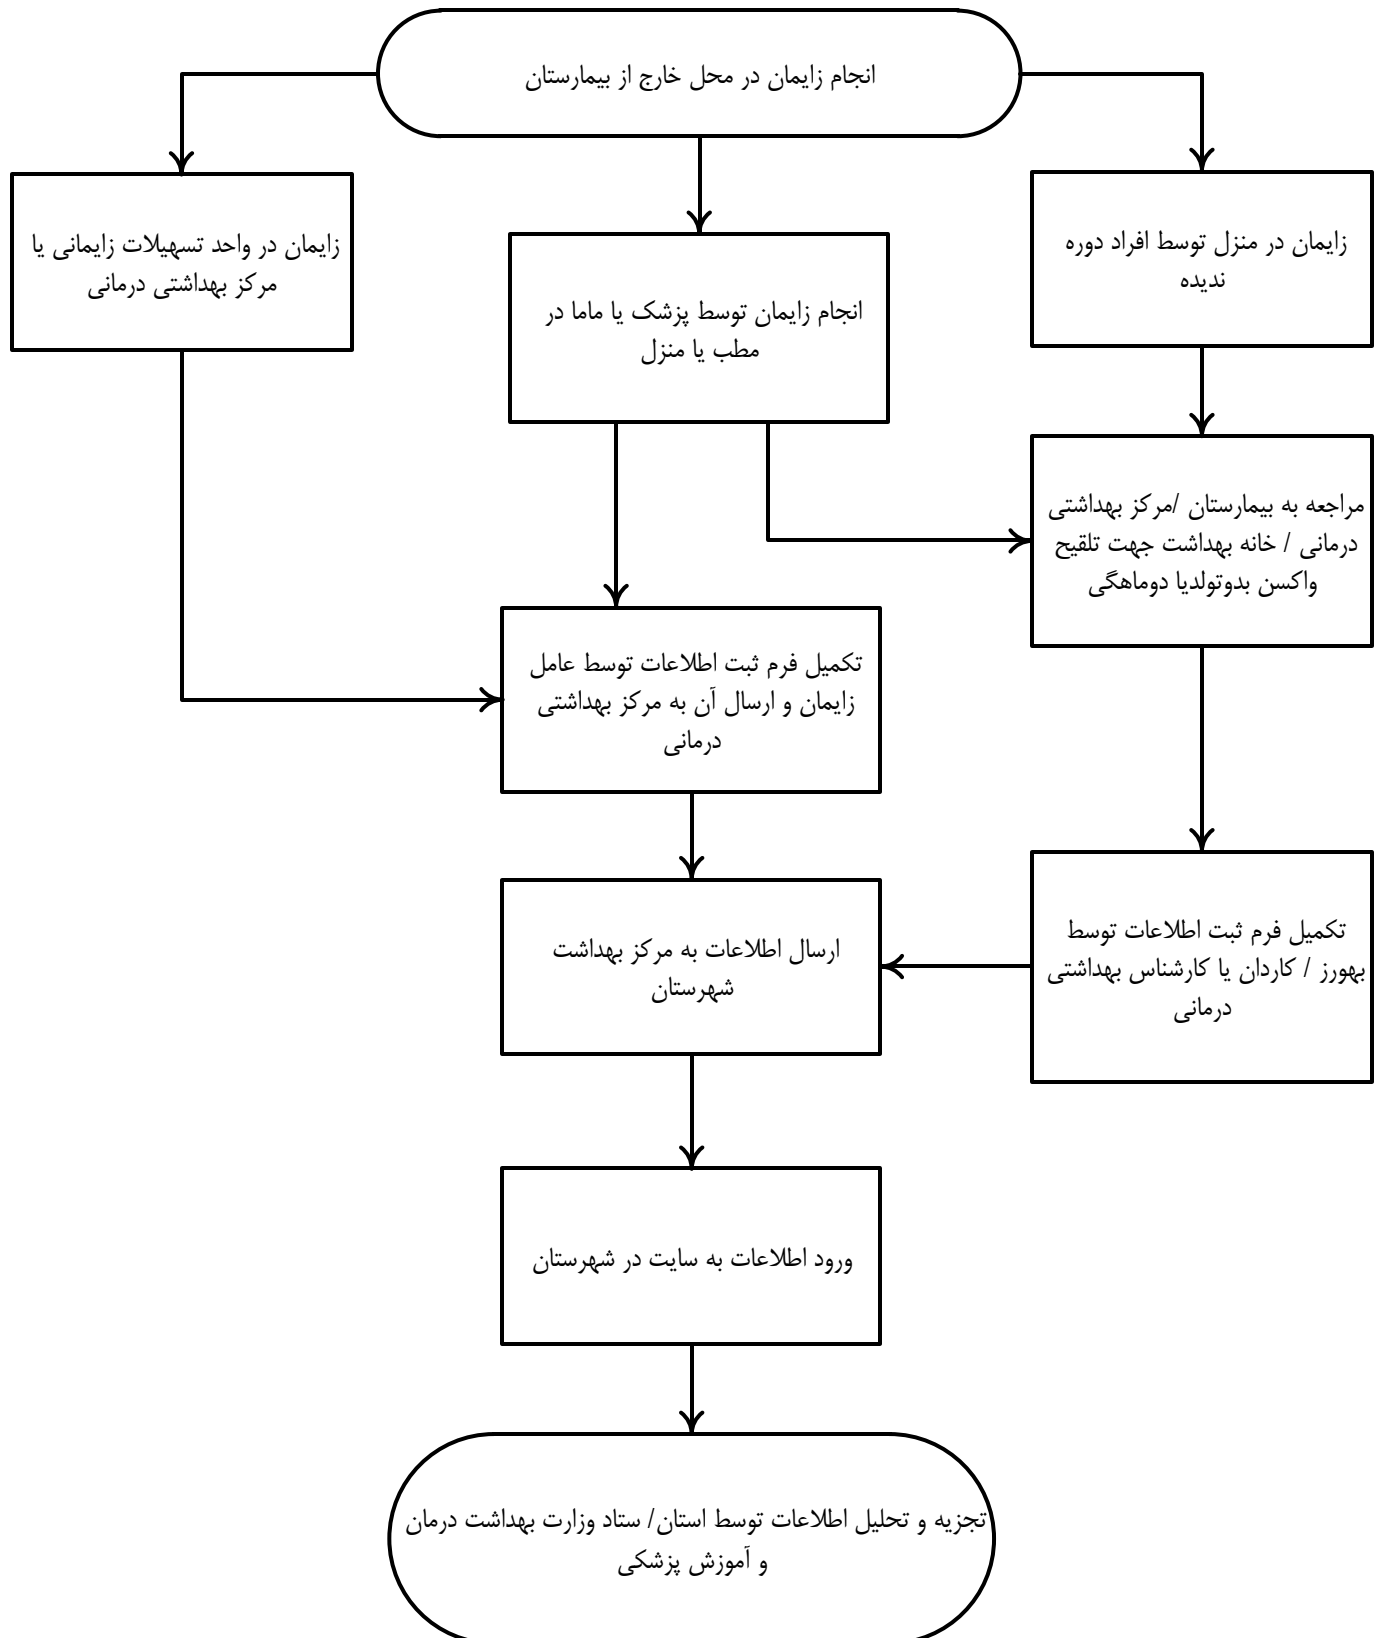 انجام زایمان در محل خارج از بیمارستان
زایمان در منزل توسط افراد دوره
ندیده
انجام زایمان توسط پزشک یا ماما در
مطب یا منزل
زایمان در واحد تسهیلات زایمانی یا
مرکز بهداشتی درمانی
مراجعه به بیمارستان /مرکز بهداشتی
درمانی / خانه بهداشت جهت تلقیح
واکسن بدوتولدیا دوماهگی
تکمیل فرم ثبت اطلاعات توسط عامل
زایمان و ارسال آن به مرکز بهداشتی
درمانی
تکمیل فرم ثبت اطلاعات توسط
بهورز / کاردان یا کارشناس بهداشتی
درمانی
ارسال اطلاعات به مرکز بهداشت
شهرستان
ورود اطلاعات به سایت در شهرستان
تجزیه و تحلیل اطلاعات توسط استان/ ستاد وزارت بهداشت درمان
و آموزش پزشکی